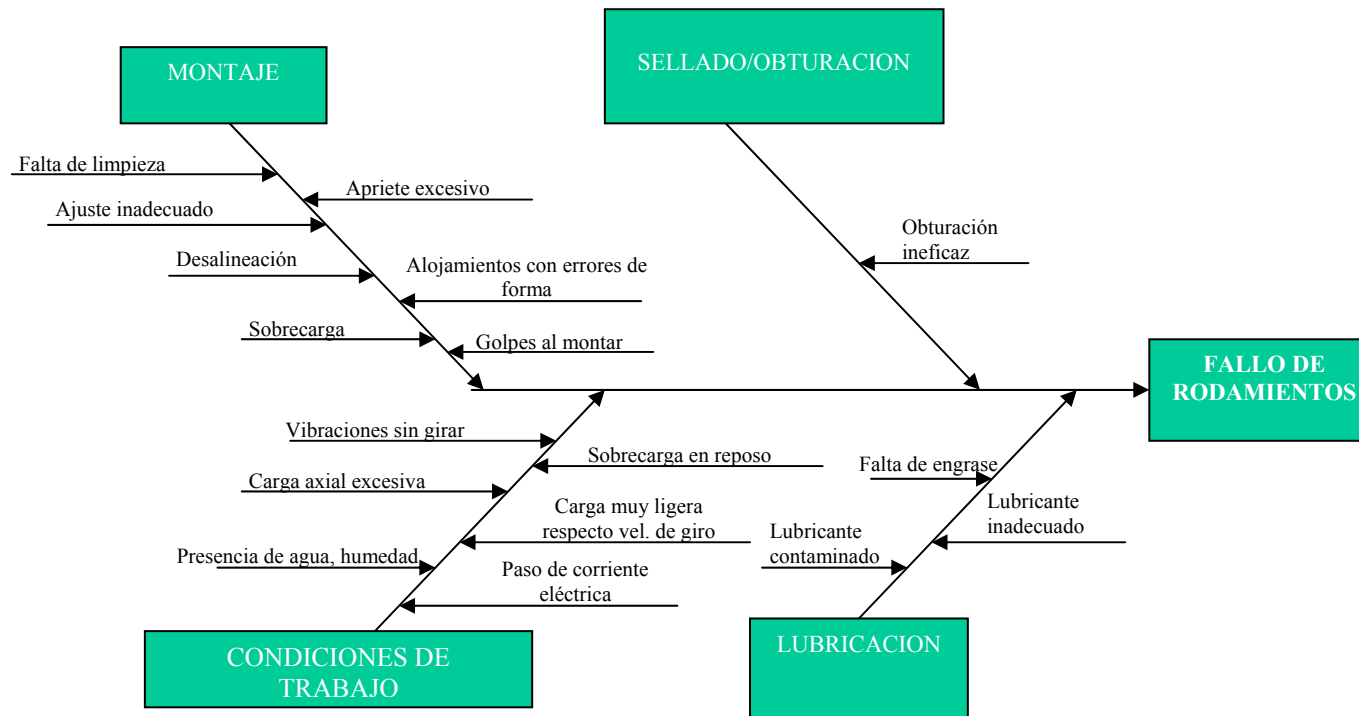 MONTAJE
SELLADO/OBTURACION
Falta de limpieza
Apriete excesivo
Ajuste inadecuado
Desalineación
Alojamientos con errores de
forma
Sobrecarga
Golpes al montar
Obturación
ineficaz
FALLO DE
RODAMIENTOS
Vibraciones sin girar
Sobrecarga en reposo
Carga axial excesiva
Carga muy ligera
respecto vel. de giro
Presencia de agua, humedad
Paso de corriente
eléctrica
Falta de engrase
Lubricante
inadecuado
Lubricante
contaminado
CONDICIONES DE
TRABAJO
LUBRICACION